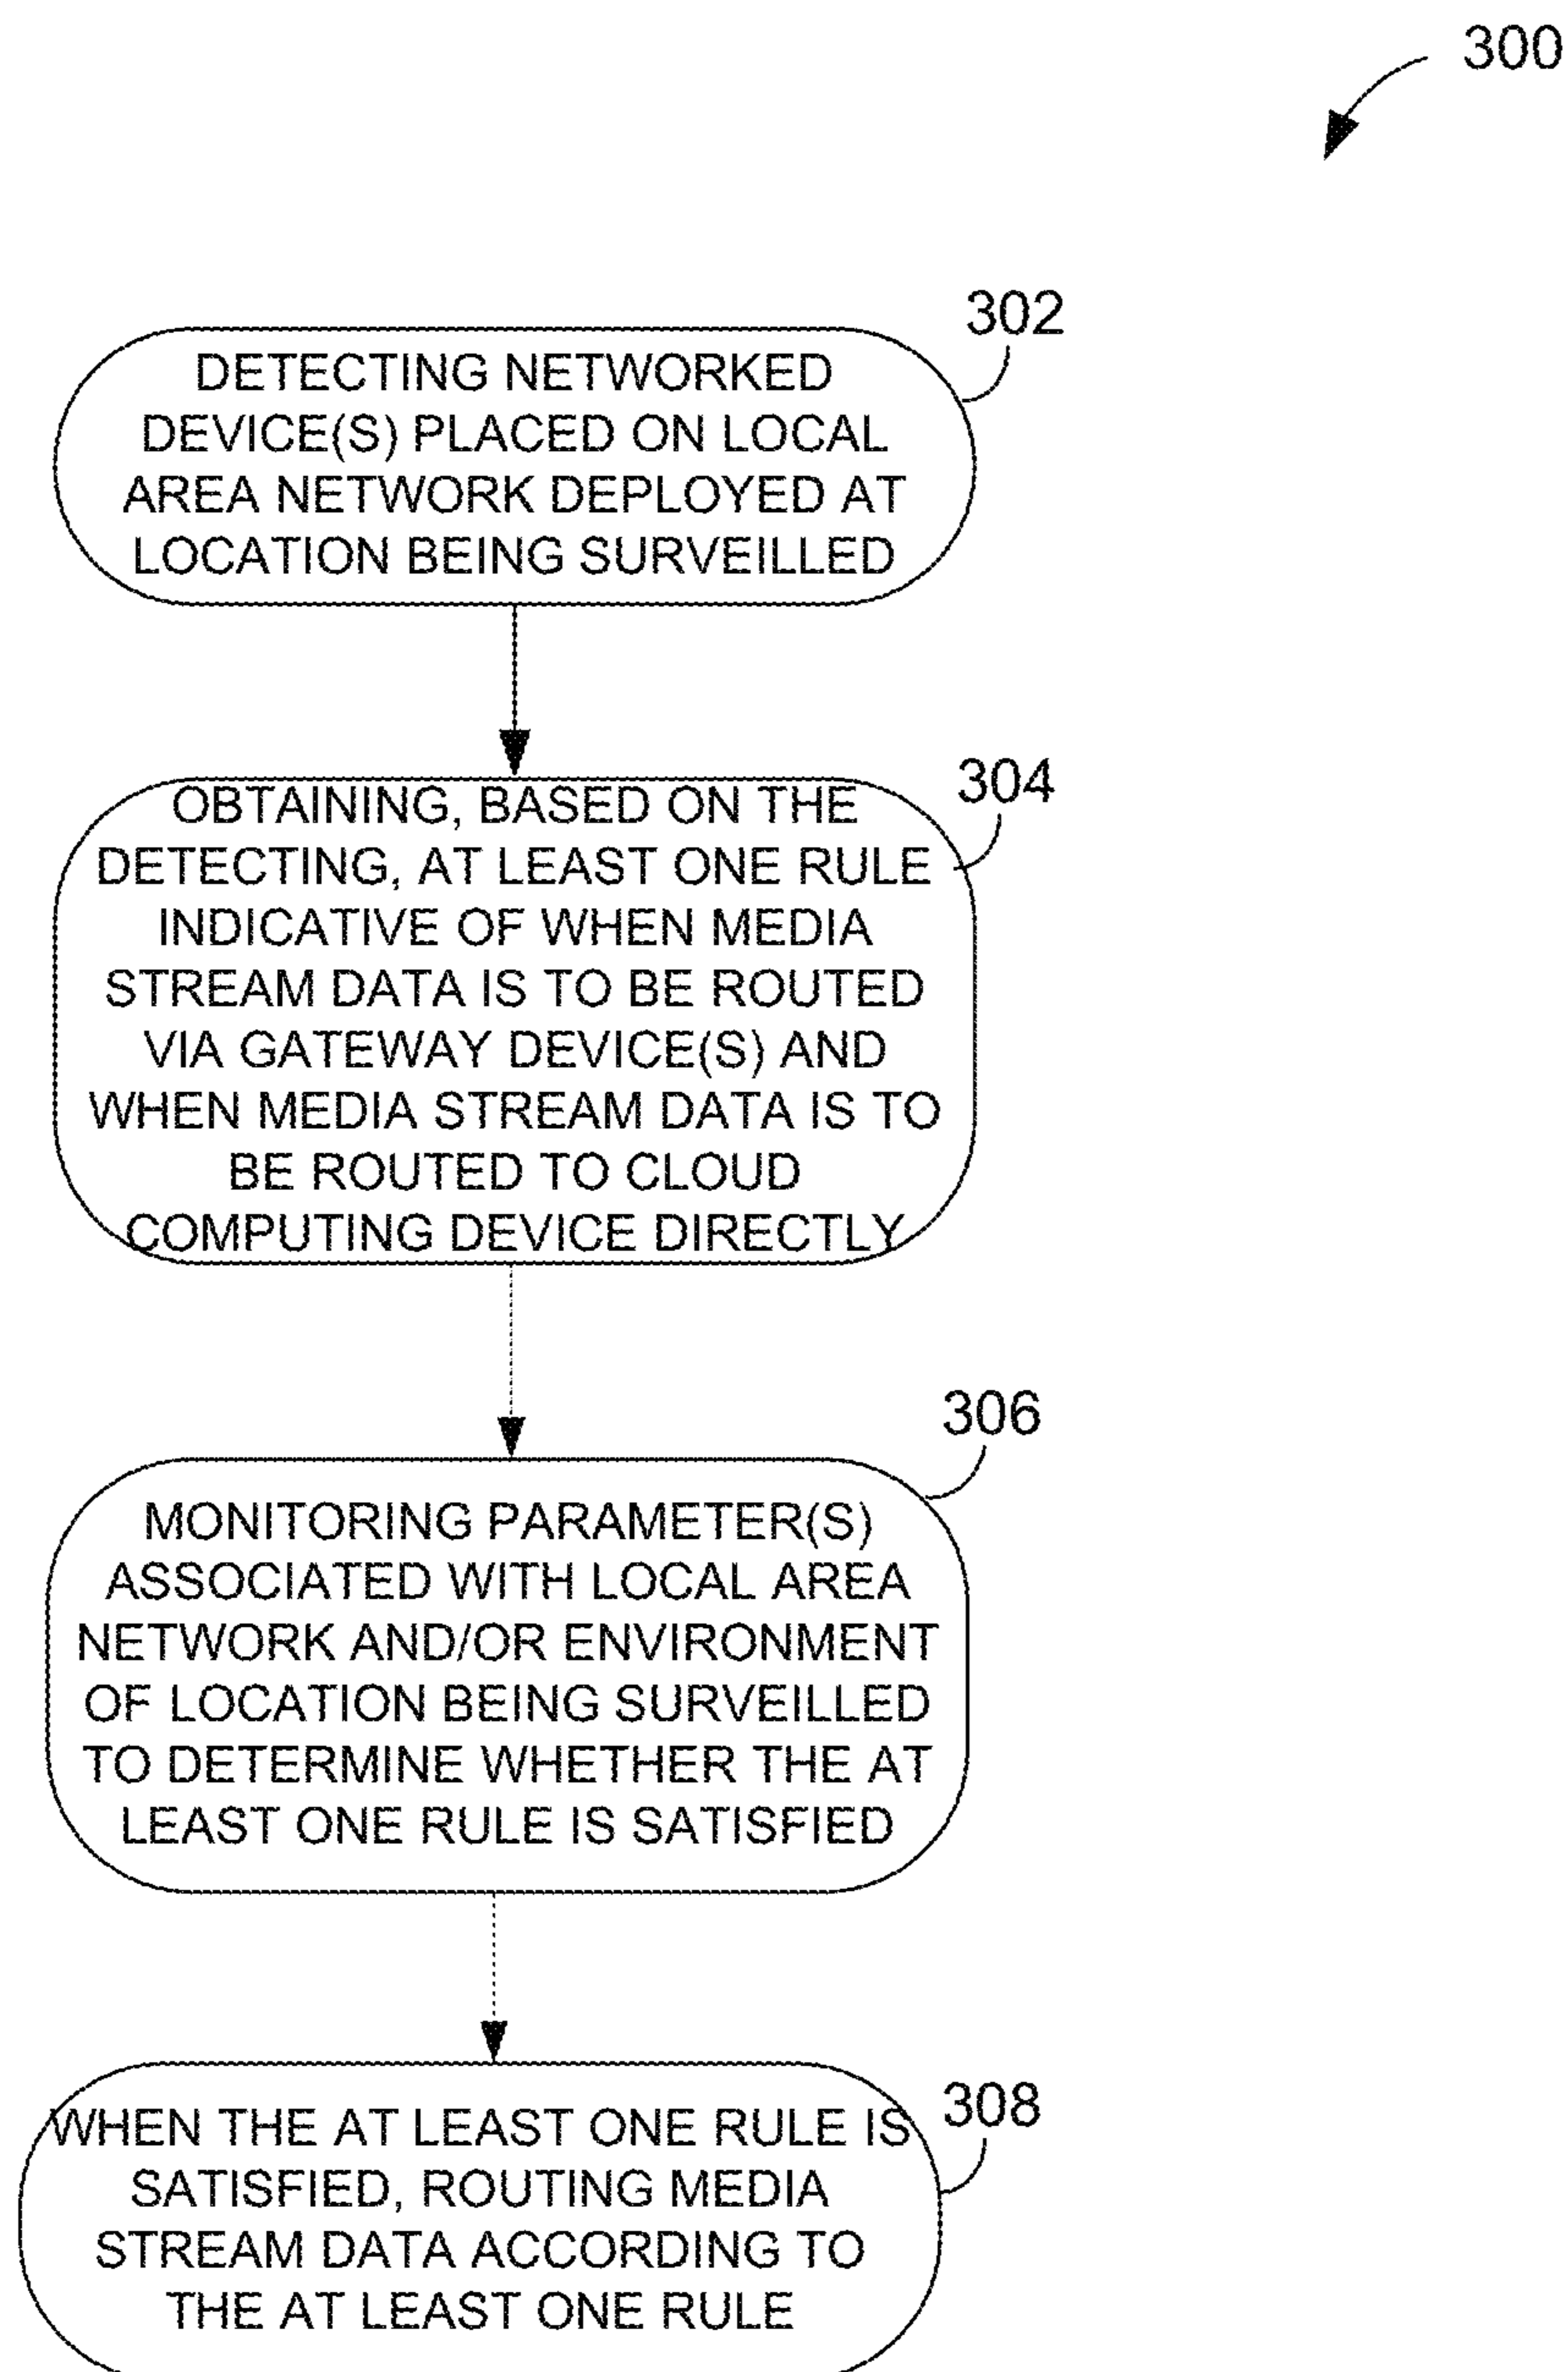 300
302
DETECTING NETWORKED
DEVICE(S) PLACED ON LOCAL
AREA NETWORK DEPLOYED AT
LOCATION BEING SURVEILLED
304
OBTAINING, BASED ON THE
DETECTING, AT LEAST ONE RULE
INDICATIVE OF WHEN MEDIA
STREAM DATA IS TO BE ROUTED
VIA GATEWAY DEVICE(S) AND
WHEN MEDIA STREAM DATA IS TO
BE ROUTED TO CLOUD
COMPUTING DEVICE DIRECTLY
306
MONITORING PARAMETER(S)
ASSOCIATED WITH LOCAL AREA
NETWORK AND/OR ENVIRONMENT
OF LOCATION BEING SURVEILLED
TO DETERMINE WHETHER THE AT
LEAST ONE RULE IS SATISFIED
308
WHEN THE AT LEAST ONE RULE IS
SATISFIED, ROUTING MEDIA
STREAM DATA ACCORDING TO
THE AT LEAST ONE RULE